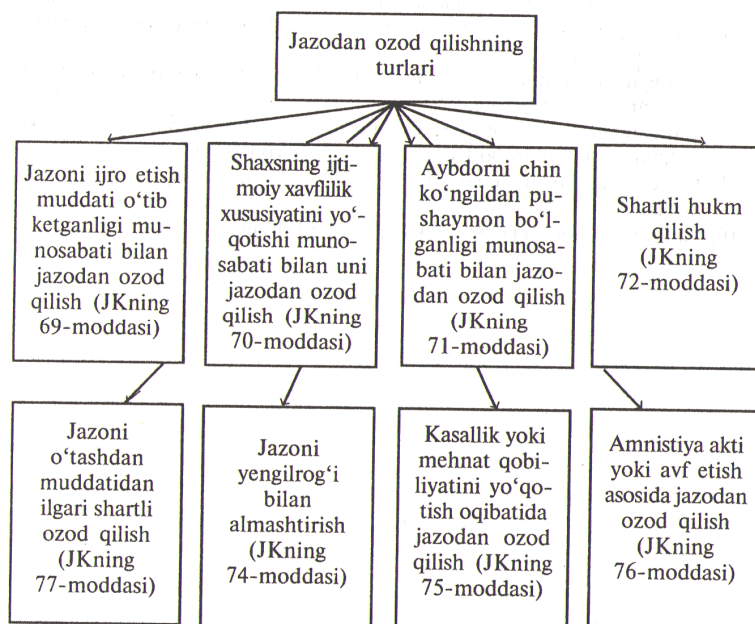 Jazodan ozod qilishning
turlari
Jazoni ijro etish
muddati o‘tib
ketganligi mu-
nosabati bilan
jazodan ozod
qilish (JKning
69-moddasi)
Shaxsning ijti-
moiy xavflilik
xususiyatini yo‘-
qotishi muno-
sabati bilan uni
jazodan ozod
qilish (JKning
70-moddasi)
Aybdorni chin
ko‘ngildan pu-
shaymon bo‘l-
ganligi munosa-
bati bilan jazo-
dan ozod qilish
(JKning
71-moddasi)
Shartli hukm
qilish
(JKning
72-moddasi)
Jazoni
o‘tashdan
muddatidan
ilgari shartli
ozod qilish
(JKning
77-moddasi)
Jazoni
yengilrog‘i
bilan
almashtirish
(JKning
74-moddasi)
Kasallik yoki
mehnat qobi-
liyatini yo‘qo-
tish oqibatida
jazodan ozod
qilish (JKning
75-moddasi)
Amnistiya akti
yoki avf etish
asosida jazodan
ozod qilish
(JKning
76-moddasi)